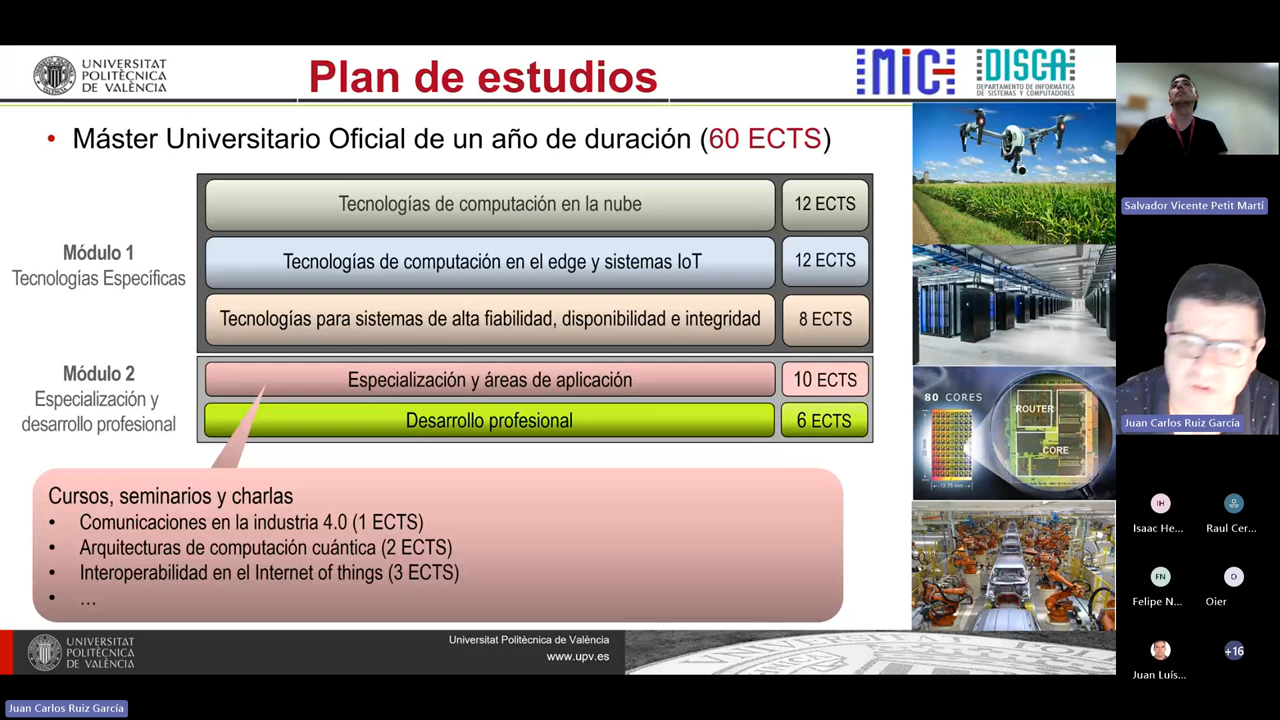 UNIVERSITAT
POLITÈCNICA
DE VALÈNCIA
Plan de estudios
MiC
DISCA
DEPARTAMENTO DE INFORMÁTICA
DE SISTEMAS Y COMPUTADORES
• Máster Universitario Oficial de un año de duración (60 ECTS)
Módulo 1
Tecnologías Específicas
Tecnologías de computación en la nube 12 ECTS
Tecnologías de computación en el edge y sistemas IoT 12 ECTS
Tecnologías para sistemas de alta fiabilidad, disponibilidad e integridad 8 ECTS
Módulo 2
Especialización y
desarrollo profesional
Especialización y áreas de aplicación 10 ECTS
Desarrollo profesional 6 ECTS
Cursos, seminarios y charlas
• Comunicaciones en la industria 4.0 (1 ECTS)
• Arquitecturas de computación cuántica (2 ECTS)
• Interoperabilidad en el Internet of things (3 ECTS)
• ...
80 CORES
ROUTER
CORE
UNIVERSITAT
POLITÈCNICA
DE VALÈNCIA
Universitat Politècnica de València
www.upv.es
Salvador Vicente Petit Martí
Juan Carlos Ruiz García
IH
Isaac He...
Raul Cer...
FN
Felipe N...
O
Oier
Juan Luís...
+16
Juan Carlos Ruiz García